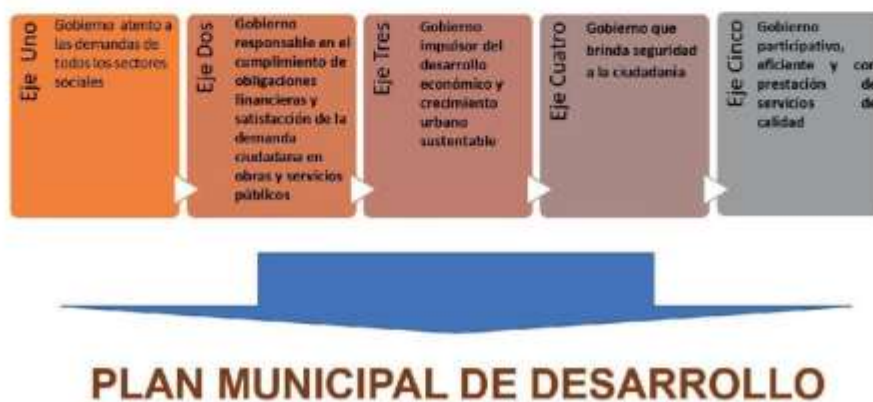 Eje Uno
Gobierno atento a
las demandas de
todos los sectores
sociales
Eje Dos
Gobierno
responsable en el
cumplimiento de
obligaciones
financieras y
satisfacción de la
demanda
ciudadana en
obras y servicios
públicos
Eje Tres
Gobierno
impulsor del
desarrollo
económico y
crecimiento
urbano
sustentable
Eje Cuatro
Gobierno que
brinda seguridad
a la ciudadanía
Eje Cinco
Gobierno
participativo,
eficiente y con
prestación de
servicios de
calidad
PLAN MUNICIPAL DE DESARROLLO